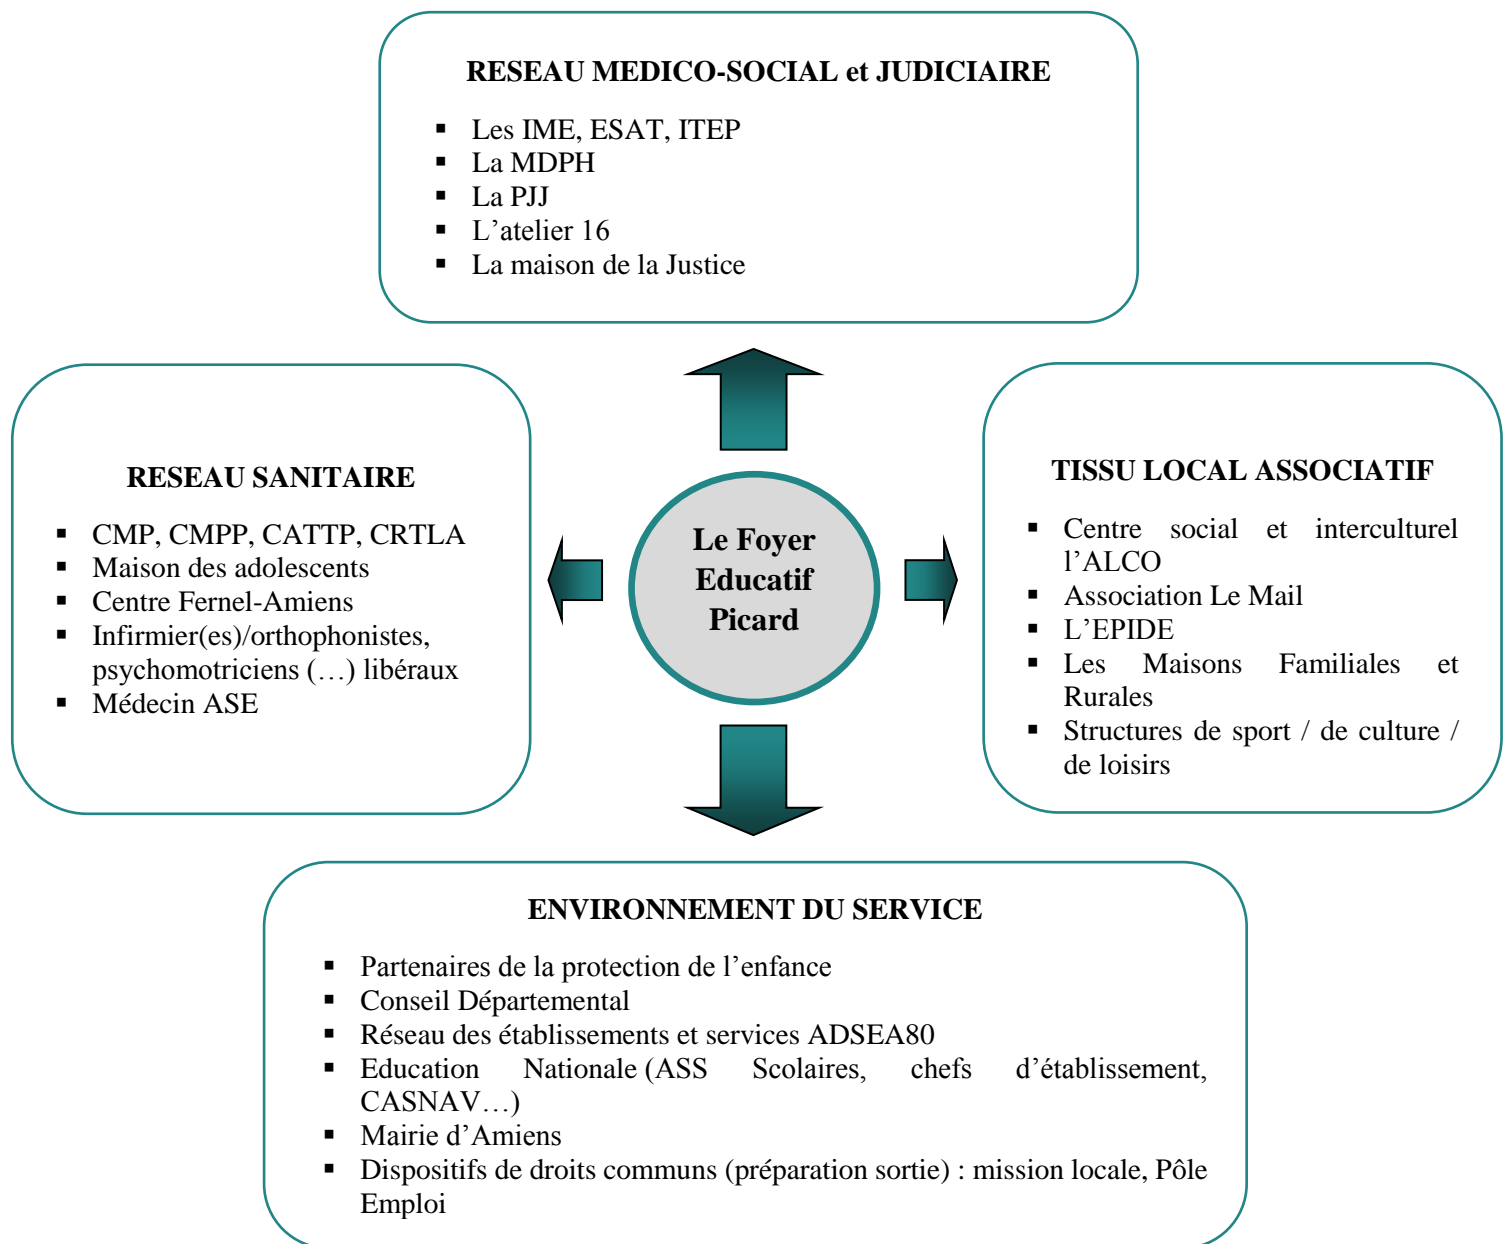 RESEAU MEDICO-SOCIAL et JUDICIAIRE
▪ Les IME, ESAT, ITEP
▪ La MDPH
▪ La PJJ
▪ L’atelier 16
▪ La maison de la Justice
RESEAU SANITAIRE
▪ CMP, CMPP, CATTP, CRTLA
▪ Maison des adolescents
▪ Centre Fernel-Amiens
▪ Infirmier(es)/orthophonistes,
psychomotriciens (…) libéraux
▪ Médecin ASE
Le Foyer
Educatif
Picard
TISSU LOCAL ASSOCIATIF
▪ Centre social et interculturel
l’ALCO
▪ Association Le Mail
▪ L’EPIDE
▪ Les Maisons Familiales et
Rurales
▪ Structures de sport / de culture /
de loisirs
ENVIRONNEMENT DU SERVICE
▪ Partenaires de la protection de l’enfance
▪ Conseil Départemental
▪ Réseau des établissements et services ADSEA80
▪ Education Nationale (ASS Scolaires, chefs d’établissement,
CASNAV…)
▪ Mairie d’Amiens
▪ Dispositifs de droits communs (préparation sortie) : mission locale, Pôle
Emploi